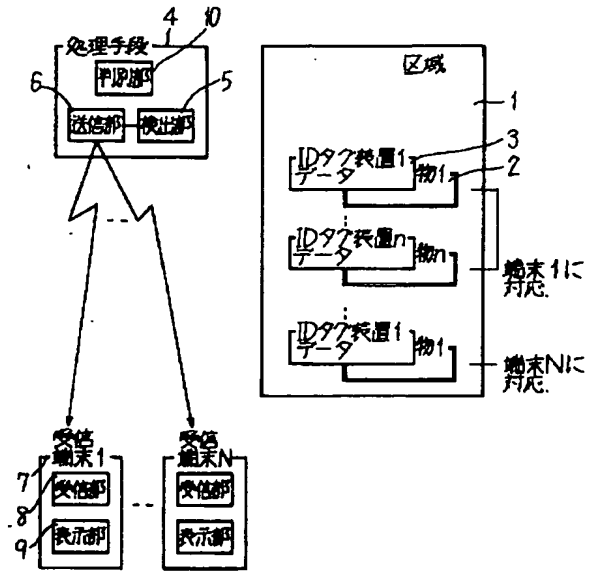 処理手段
4
10
判別部
6
5
送信部
検出部
区域
1
3
IDタグ装置1
データ
物1
2
IDタグ装置n
データ
物n
端末1に
対応.
IDタグ装置1
データ
物1
端末Nに
対応.
受信
端末1
7
受信部
8
表示部
9
受信
端末N
受信部
表示部